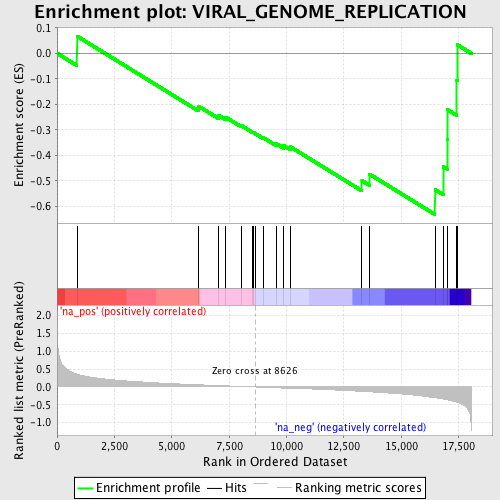 Enrichment plot: VIRAL_GENOME_REPLICATION
Enrichment score (ES)
0.1
0.0
-0.1
-0.2
-0.3
-0.4
-0.5
-0.6
'na_pos' (positively correlated)
Ranked list metric (PreRanked)
2.0
1.5
1.0
0.5
0.0
-0.5
-1.0
Zero cross at 8626
'na_neg' (negatively correlated)
0 2,500 5,000 7,500 10,000 12,500 15,000 17,500
Rank in Ordered Dataset
Enrichment profile Hits Ranking metric scores